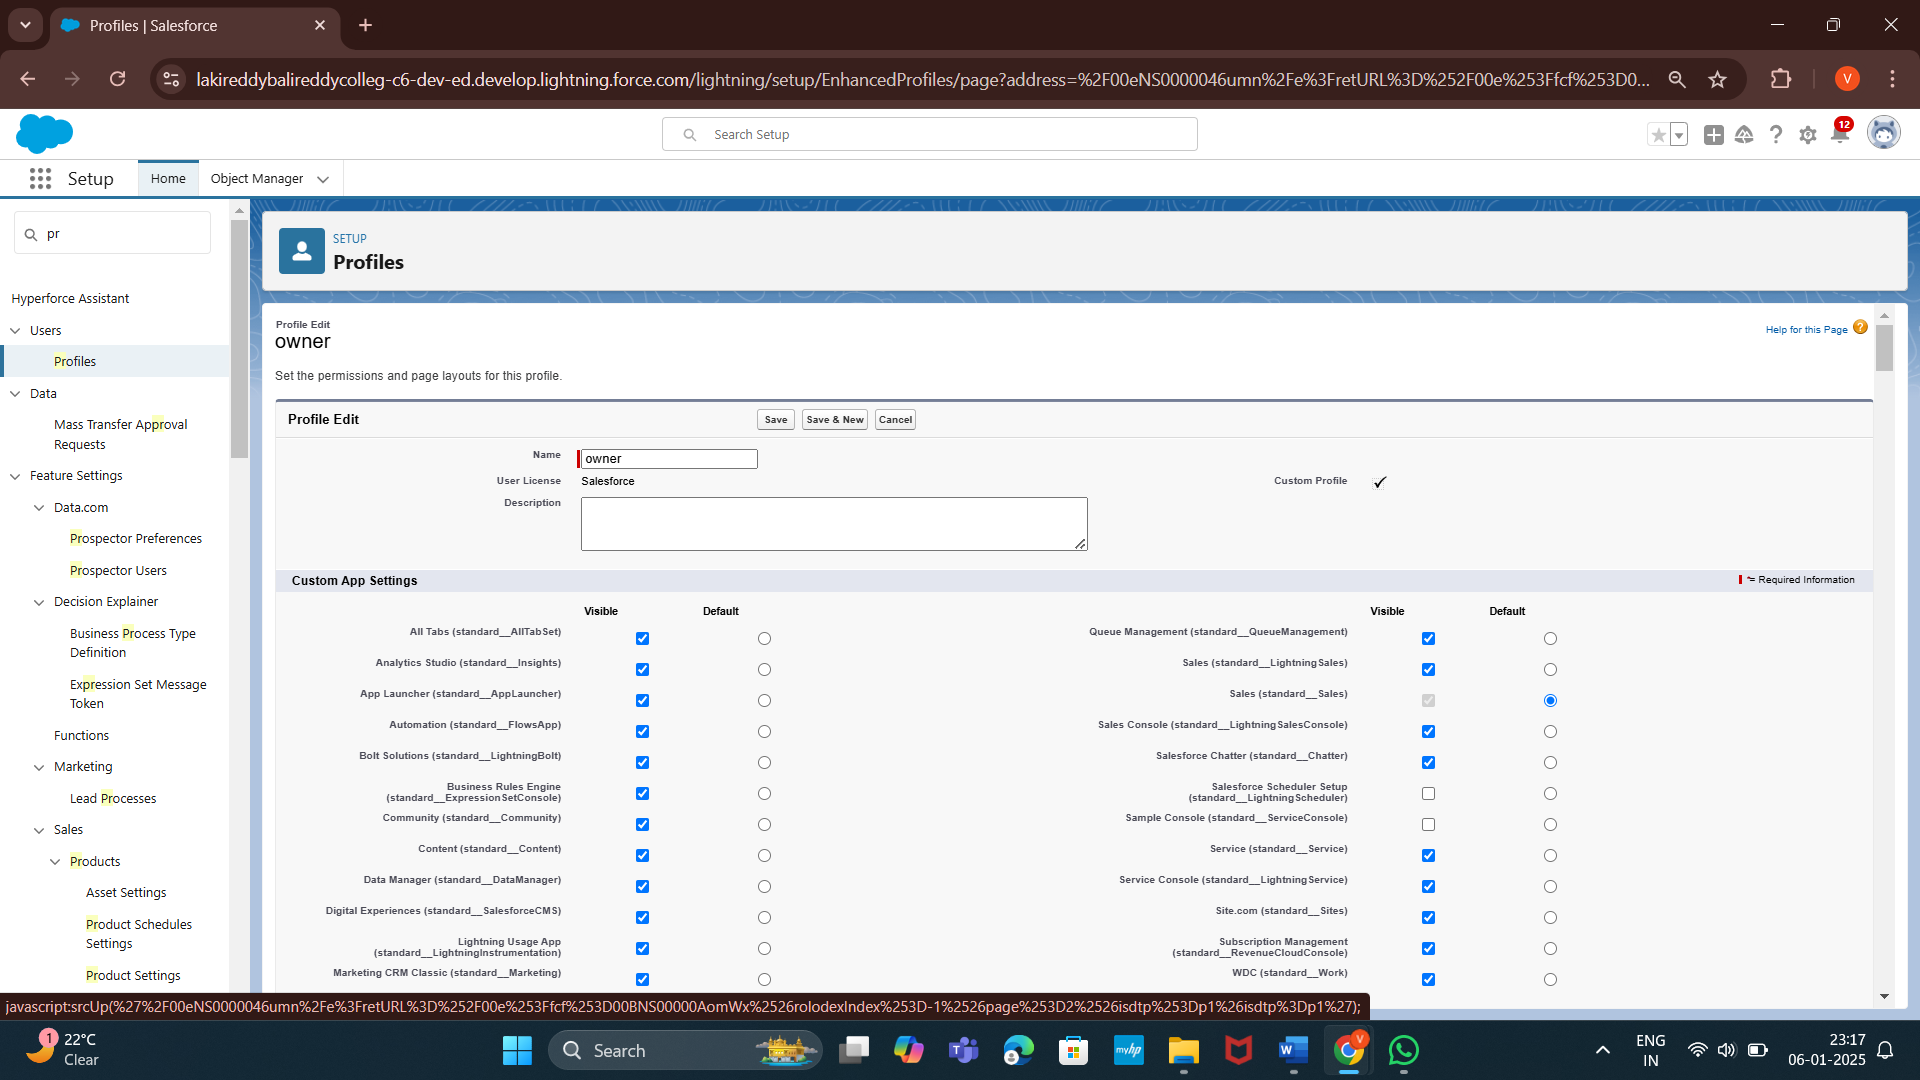 Profiles | Salesforce
lakireddybalireddycolleg-c6-dev-ed.develop.lightning.force.com/lightning/setup/EnhancedProfiles/page?address=%2F00eNS0000046umn%2Fe%3FretURL%3D%252F00e%253Ffcf%253D0...
V
Search Setup
12
Setup
Home
Object Manager
pr
Hyperforce Assistant
Users
Profiles
Data
Mass Transfer Approval
Requests
Feature Settings
Data.com
Prospector Preferences
Prospector Users
Decision Explainer
Business Process Type
Definition
Expression Set Message
Token
Functions
Marketing
Lead Processes
Sales
Products
Asset Settings
Product Schedules
Settings
Product Settings
SETUP
Profiles
Profile Edit
owner
Help for this Page ?
Set the permissions and page layouts for this profile.
Profile Edit
Save
Save & New
Cancel
Name
owner
User License
Salesforce
Custom Profile
Description
Custom App Settings
= Required Information
Visible Default Visible Default
All Tabs (standard__AllTabSet)
Queue Management (standard__QueueManagement)
Analytics Studio (standard__Insights)
Sales (standard__LightningSales)
App Launcher (standard__AppLauncher)
Sales (standard__Sales)
Automation (standard__FlowsApp)
Sales Console (standard__LightningSalesConsole)
Bolt Solutions (standard__LightningBolt)
Salesforce Chatter (standard__Chatter)
Business Rules Engine
(standard__ExpressionSetConsole)
Salesforce Scheduler Setup
(standard__LightningScheduler)
Community (standard__Community)
Sample Console (standard__ServiceConsole)
Content (standard__Content)
Service (standard__Service)
Data Manager (standard__DataManager)
Service Console (standard__LightningService)
Digital Experiences (standard__SalesforceCMS)
Site.com (standard__Sites)
Lightning Usage App
(standard__LightningInstrumentation)
Subscription Management
(standard__RevenueCloudConsole)
Marketing CRM Classic (standard__Marketing)
WDC (standard__Work)
javascript:srcUp(%27%2F00eNS0000046umn%2Fe%3FretURL%3D%252F00e%253Ffcf%253D00BNS00000AomWx%2526rolodexIndex%253D-1%2526page%253D2%2526isdtp%253Dp1%26isdtp%3Dp1%27);
1
22°C
Clear
Search
myhp
V
ENG
IN
23:17
06-01-2025